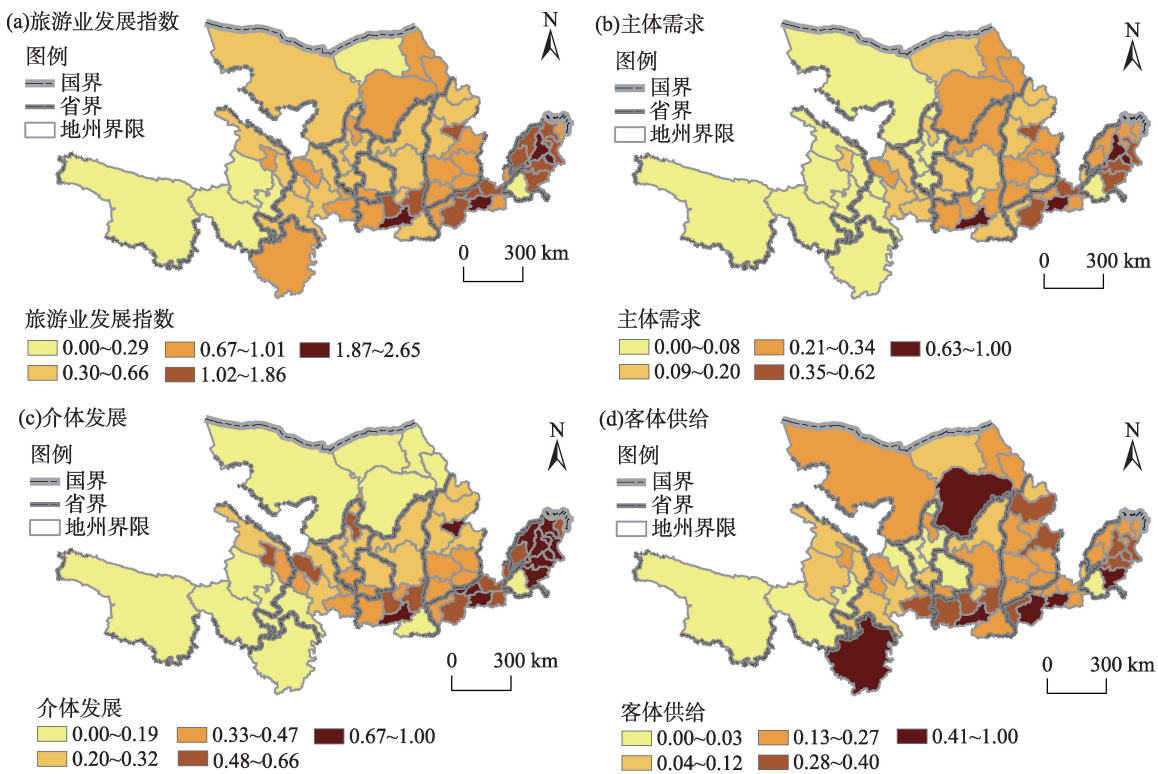 (a)旅游业发展指数
图例
国界
省界
地州界限
N
0 300 km
旅游业发展指数
0.00~0.29 0.67~1.01 1.87~2.65
0.30~0.66 1.02~1.86
(b)主体需求
图例
国界
省界
地州界限
N
0 300 km
主体需求
0.00~0.08 0.21~0.34 0.63~1.00
0.09~0.20 0.35~0.62
(c)介体发展
图例
国界
省界
地州界限
N
0 300 km
介体发展
0.00~0.19 0.33~0.47 0.67~1.00
0.20~0.32 0.48~0.66
(d)客体供给
图例
国界
省界
地州界限
N
0 300 km
客体供给
0.00~0.03 0.13~0.27 0.41~1.00
0.04~0.12 0.28~0.40